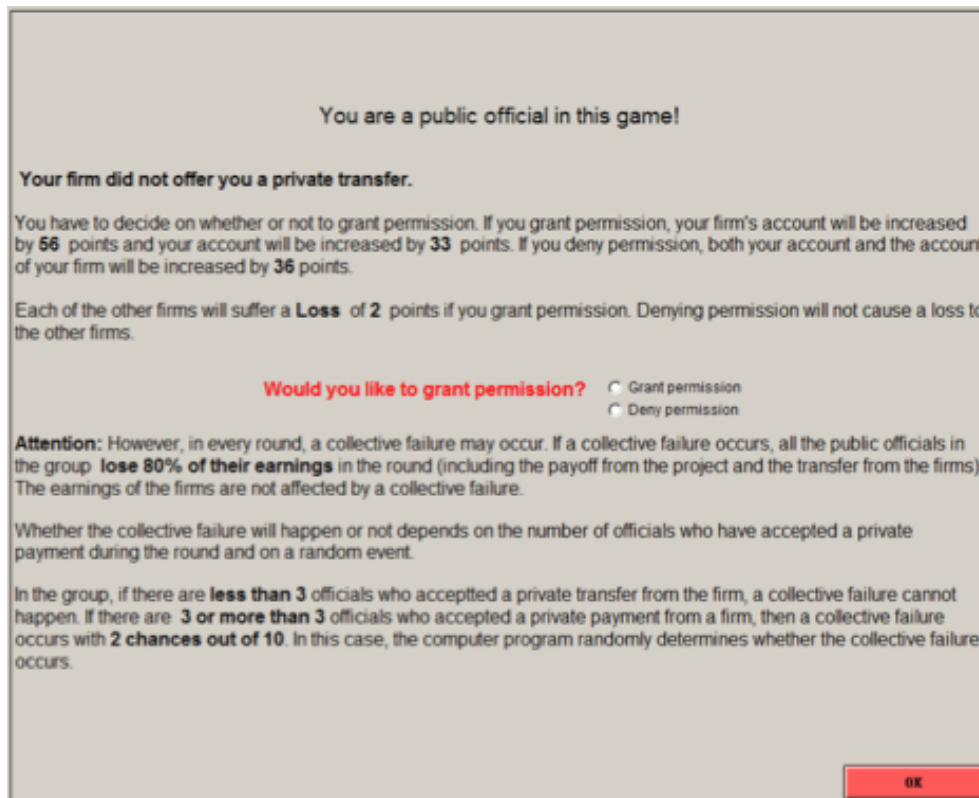 You are a public official in this game!
Your firm did not offer you a private transfer.
You have to decide on whether or not to grant permission. If you grant permission, your firm's account will be increased
by 56 points and your account will be increased by 33 points. If you deny permission, both your account and the account
of your firm will be increased by 36 points.
Each of the other firms will suffer a Loss of 2 points if you grant permission. Denying permission will not cause a loss to
the other firms.
Would you like to grant permission?
Grant permission
Deny permission
Attention: However, in every round, a collective failure may occur. If a collective failure occurs, all the public officials in
the group lose 80% of their earnings in the round (including the payoff from the project and the transfer from the firms)
The earnings of the firms are not affected by a collective failure.
Whether the collective failure will happen or not depends on the number of officials who have accepted a private
payment during the round and on a random event.
In the group, if there are less than 3 officials who acceptted a private transfer from the firm, a collective failure cannot
happen. If there are 3 or more than 3 officials who accepted a private payment from a firm, then a collective failure
occurs with 2 chances out of 10. In this case, the computer program randomly determines whether the collective failure
occurs.
OK